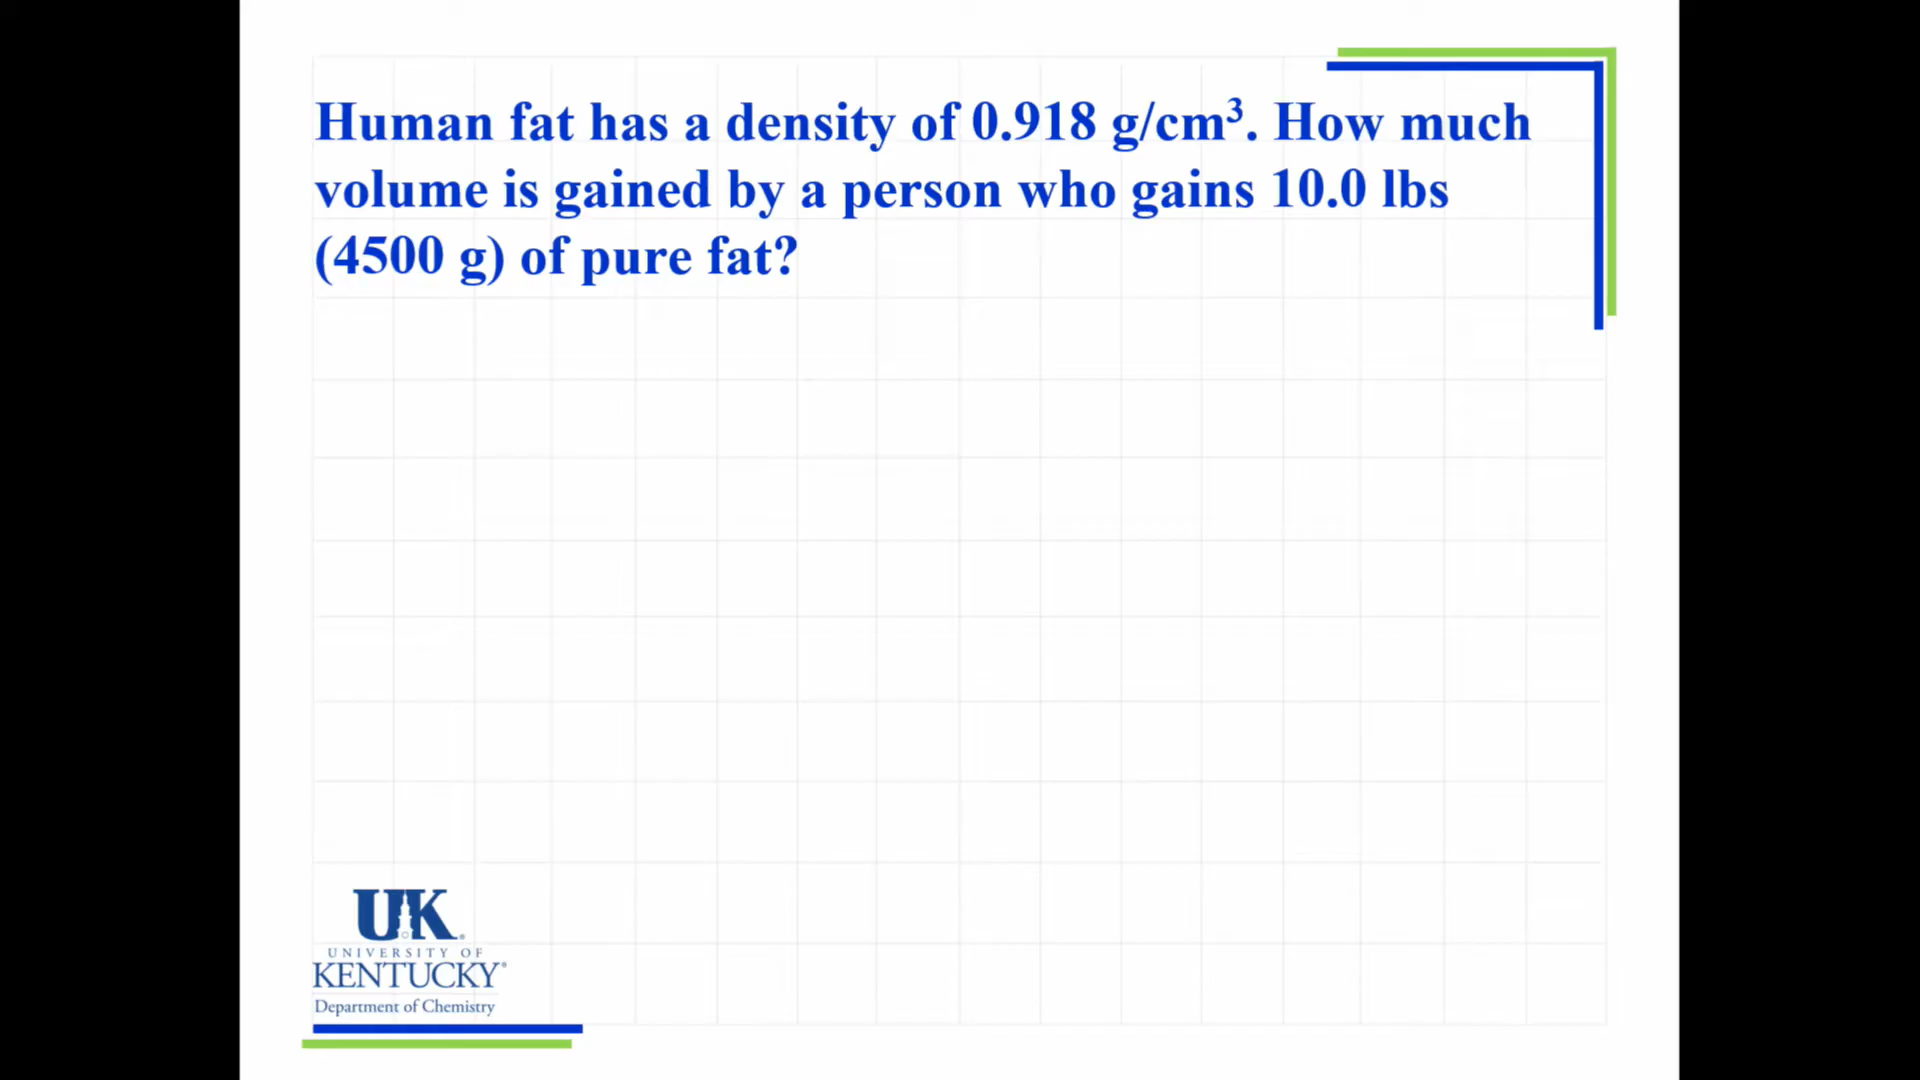 Human fat has a density of 0.918 g/cm³. How much
volume is gained by a person who gains 10.0 lbs
(4500 g) of pure fat?
UK®
UNIVERSITY OF
KENTUCKY®
Department of Chemistry